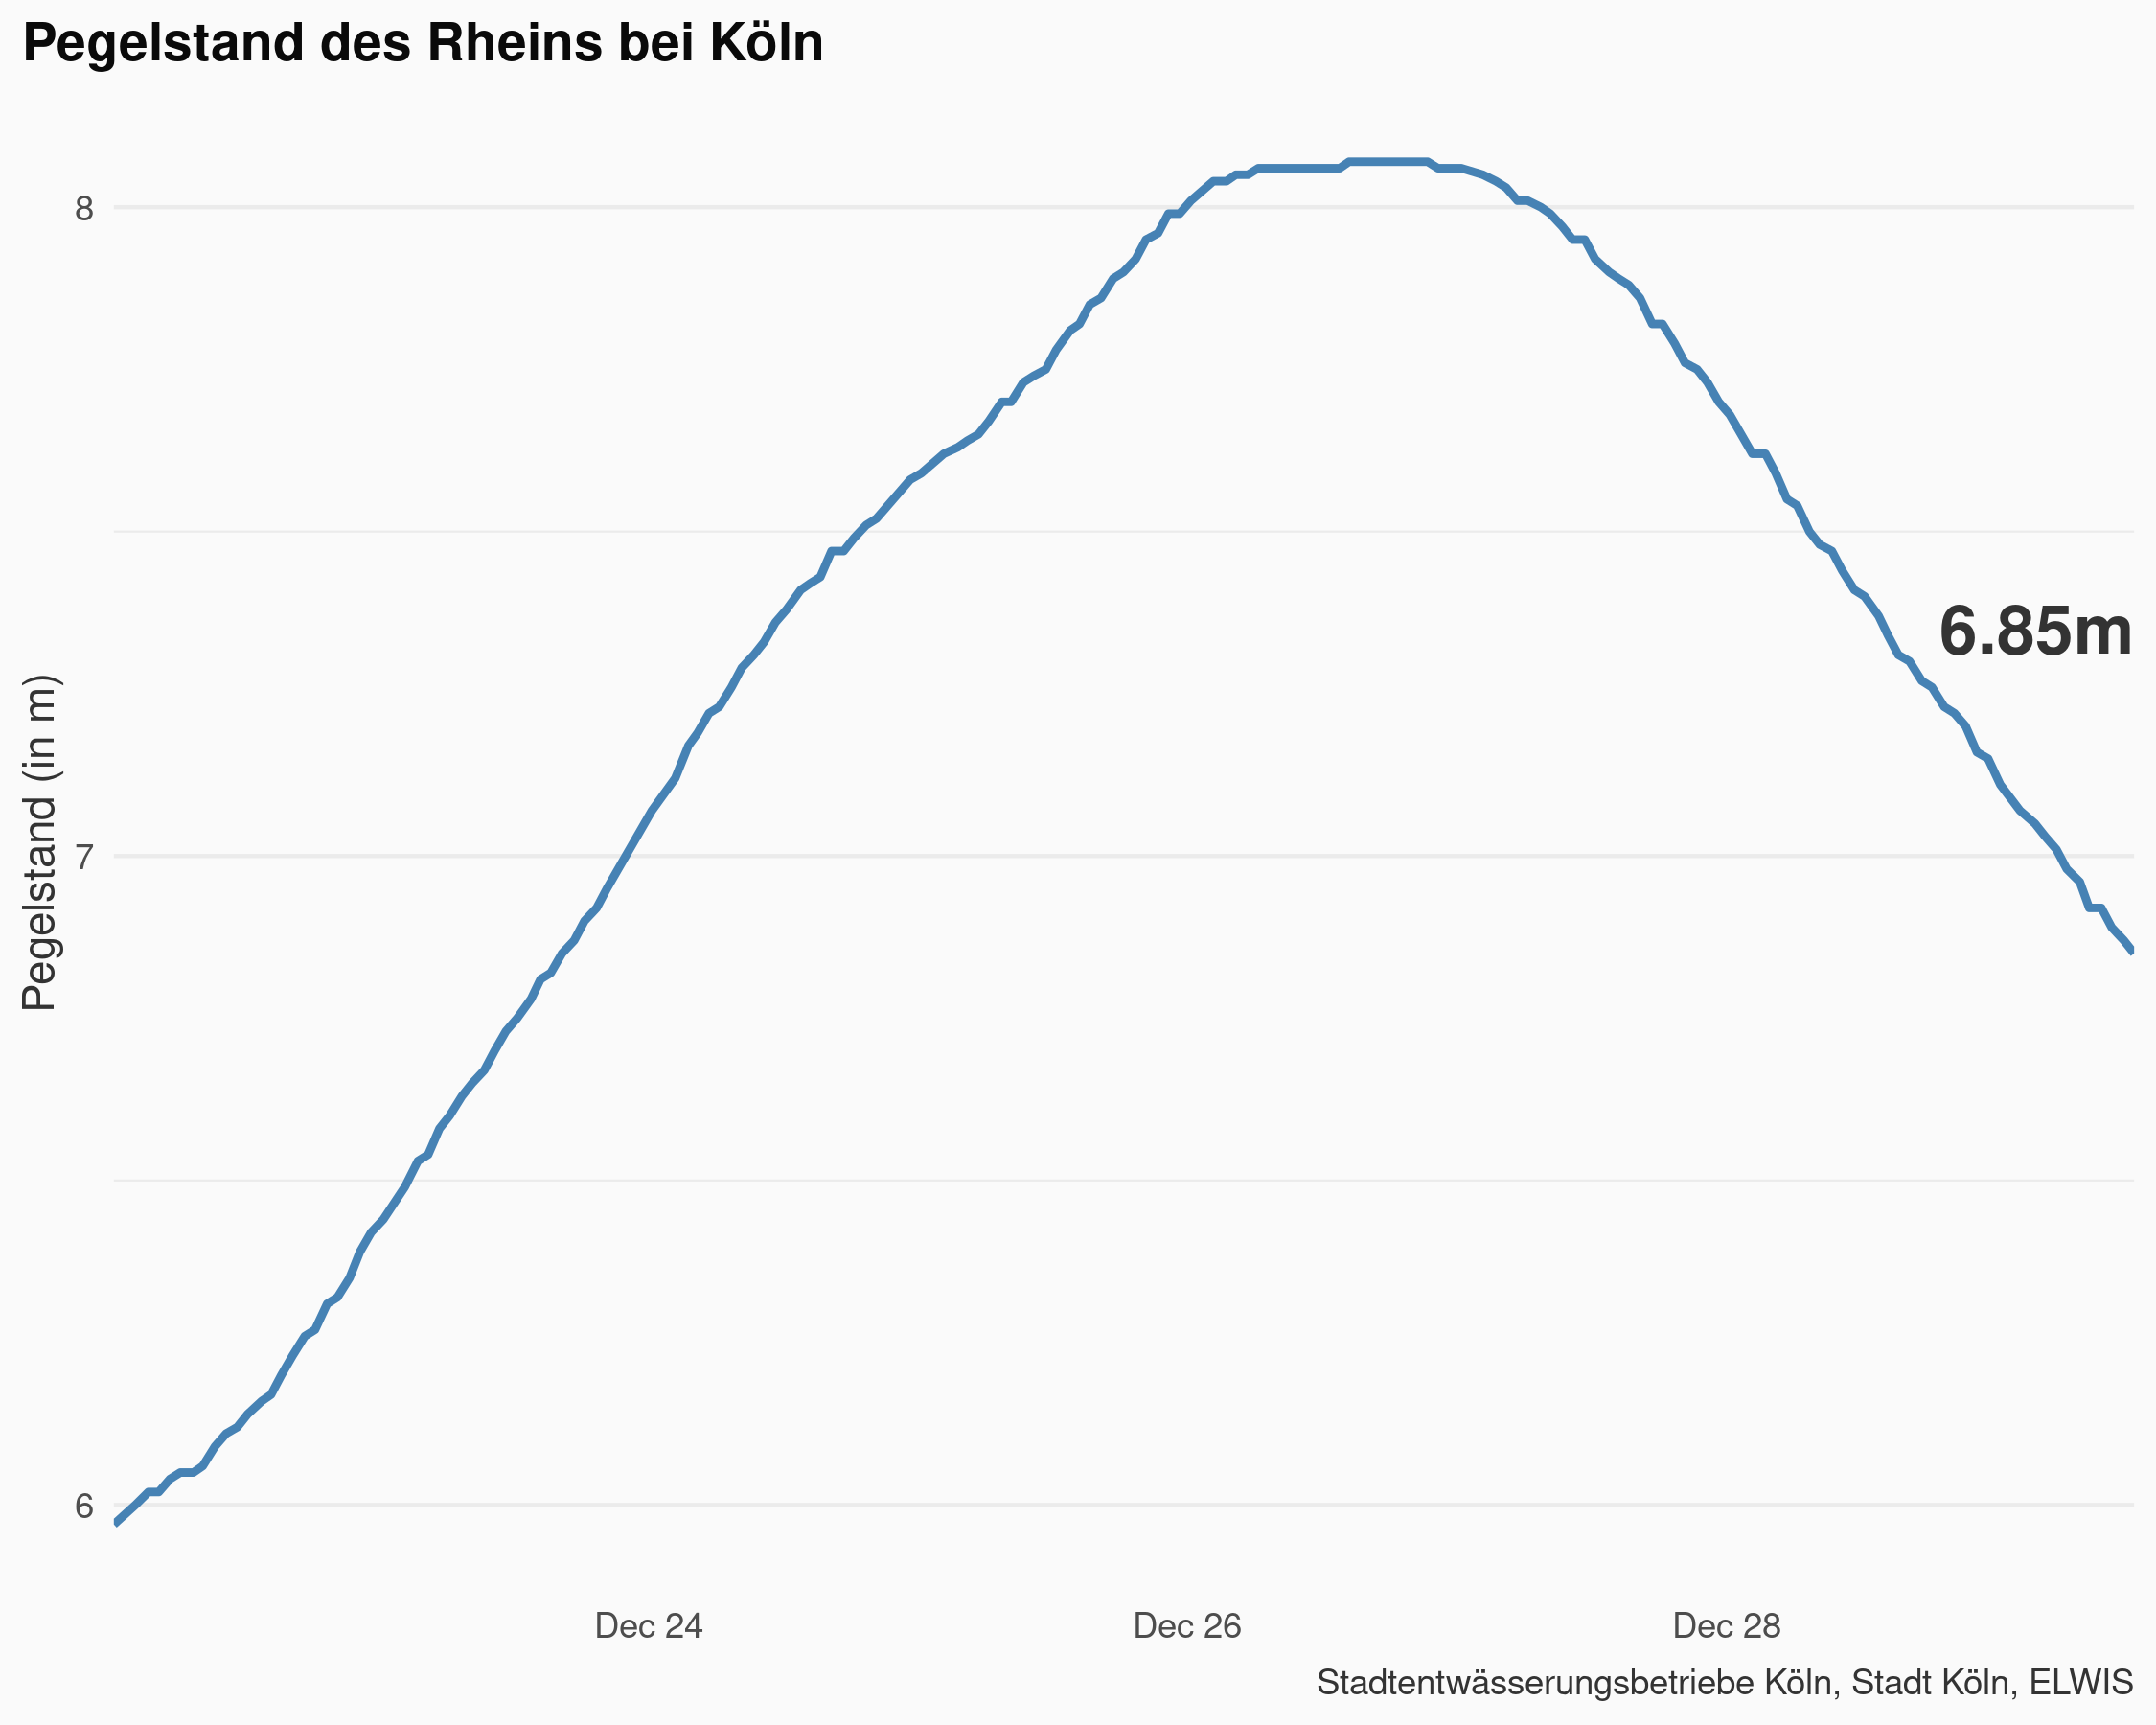 Pegelstand des Rheins bei Köln
Pegelstand (in m)
8
7
6
6.85m
Dec 24
Dec 26
Dec 28
Stadtentwässerungsbetriebe Köln, Stadt Köln, ELWIS